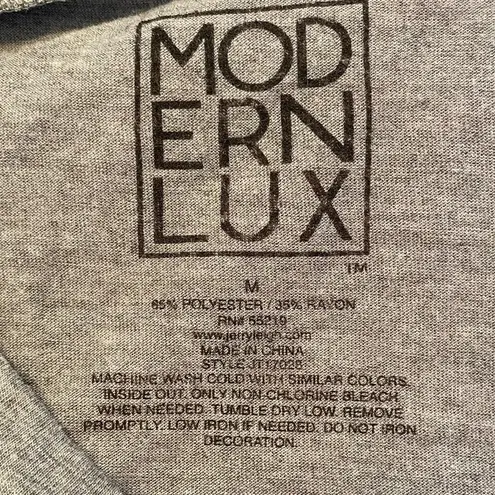 MOD
ERN
LUX
TM
M
65% POLYESTER / 35% RAYON
RN# 55219
www.jerryleigh.com
MADE IN CHINA
STYLE 3T17028
MACHINE WASH COLD WITH SIMILAR COLORS.
INSIDE OUT. ONLY NON-CHLORINE BLEACH
WHEN NEEDED. TUMBLE DRY LOW. REMOVE
PROMPTLY. LOW IRON IF NEEDED. DO NOT IRON
DECORATION.